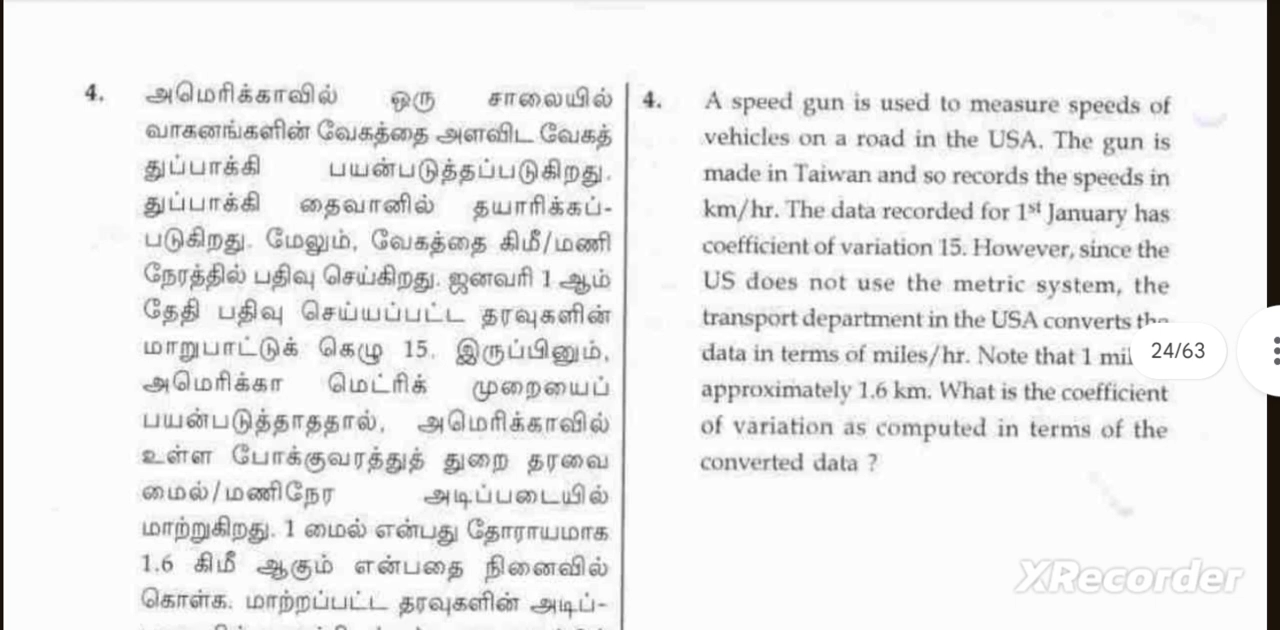 4.
அமெரிக்காவில் ஒரு சாலையில்
வாகனங்களின் வேகத்தை அளவிட வேகத்
துப்பாக்கி பயன்படுத்தப்படுகிறது.
துப்பாக்கி தைவானில் தயாரிக்கப்-
படுகிறது. மேலும், வேகத்தை கிமீ/மணி
நேரத்தில் பதிவு செய்கிறது. ஜனவரி 1 ஆம்
தேதி பதிவு செய்யப்பட்ட தரவுகளின்
மாறுபாட்டுக் கெழு 15. இருப்பினும்,
அமெரிக்கா மெட்ரிக் முறையைப்
பயன்படுத்தாததால், அமெரிக்காவில்
உள்ள போக்குவரத்துத் துறை தரவை
மைல்/மணிநேர அடிப்படையில்
மாற்றுகிறது. 1 மைல் என்பது தோராயமாக
1.6 கிமீ ஆகும் என்பதை நினைவில்
கொள்க. மாற்றப்பட்ட தரவுகளின் அடிப்-
4.
A speed gun is used to measure speeds of
vehicles on a road in the USA. The gun is
made in Taiwan and so records the speeds in
km/hr. The data recorded for 1st January has
coefficient of variation 15. However, since the
US does not use the metric system, the
transport department in the USA converts the
data in terms of miles/hr. Note that 1 mil
approximately 1.6 km. What is the coefficient
of variation as computed in terms of the
converted data ?
24/63
XRecorder